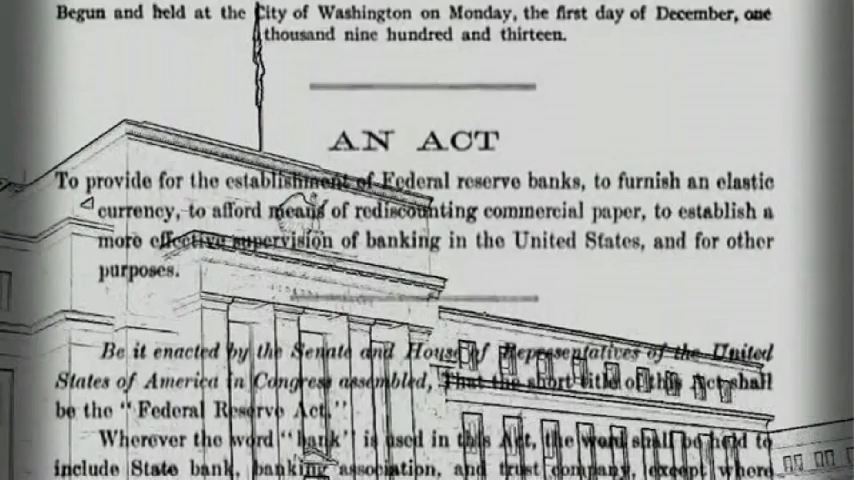 Begun and held at the City of Washington on Monday, the first day of December, one
thousand nine hundred and thirteen.
AN ACT
To provide for the establishment of Federal reserve banks, to furnish an elastic
currency, to afford means of rediscounting commercial paper, to establish a
more effective supervision of banking in the United States, and for other
purposes.
Be it enacted by the Senate and House of Representatives of the United
States of America in Congress assembled, That the short title of this Act shall
be the "Federal Reserve Act."
Wherever the word "bank" is used in this Act, the word shall be held to
include State bank, banking association, and trust company, except where